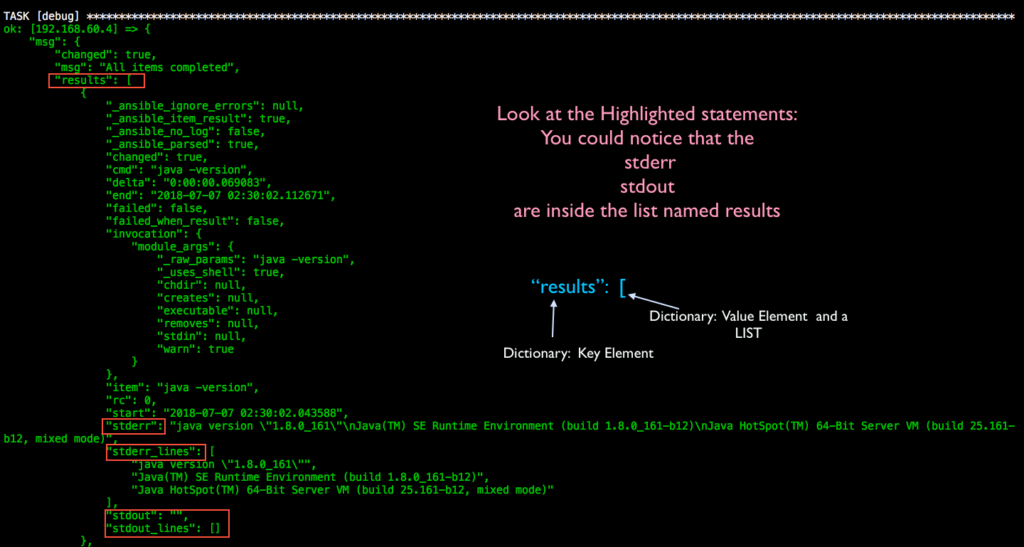 TASK [debug] ******************************************************************************************************************************************************
ok: [192.168.60.4] => {
"msg": {
"changed": true,
"msg": "All items completed",
"results": [
{
"_ansible_ignore_errors": null,
"_ansible_item_result": true,
"_ansible_no_log": false,
"_ansible_parsed": true,
"changed": true,
"cmd": "java -version",
"delta": "0:00:00.069083",
"end": "2018-07-07 02:30:02.112671",
"failed": false,
"failed_when_result": false,
"invocation": {
"module_args": {
"_raw_params": "java -version",
"_uses_shell": true,
"chdir": null,
"creates": null,
"executable": null,
"removes": null,
"stdin": null,
"warn": true
}
},
"item": "java -version",
"rc": 0,
"start": "2018-07-07 02:30:02.043588",
"stderr": "java version \"1.8.0_161\"\nJava(TM) SE Runtime Environment (build 1.8.0_161-b12)\nJava HotSpot(TM) 64-Bit Server VM (build 25.161-
b12, mixed mode)",
"stderr_lines": [
"java version \"1.8.0_161\"",
"Java(TM) SE Runtime Environment (build 1.8.0_161-b12)",
"Java HotSpot(TM) 64-Bit Server VM (build 25.161-b12, mixed mode)"
],
"stdout": "",
"stdout_lines": []
},
Look at the Highlighted statements:
You could notice that the
stderr
stdout
are inside the list named results
“results”: [
Dictionary: Value Element and a
LIST
Dictionary: Key Element